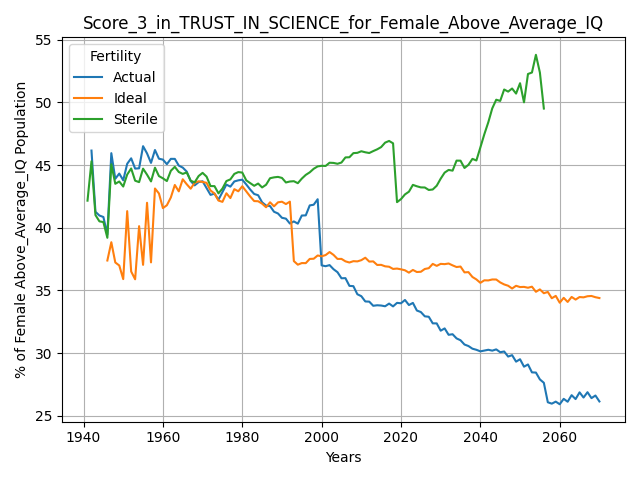 Score_3_in_TRUST_IN_SCIENCE_for_Female_Above_Average_IQ
55
50
45
40
35
30
25
% of Female Above_Average_IQ Population
Fertility
Actual
Ideal
Sterile
1940 1960 1980 2000 2020 2040 2060
Years